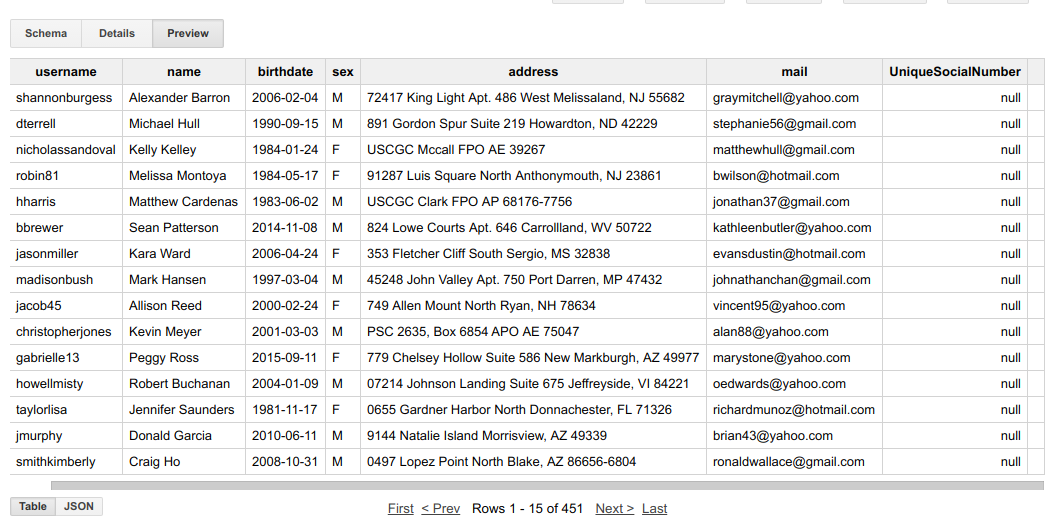 Schema Details Preview
username name birthdate sex address mail UniqueSocialNumber
shannonburgess Alexander Barron 2006-02-04 M 72417 King Light Apt. 486 West Melissaland, NJ 55682 graymitchell@yahoo.com null
dterrell Michael Hull 1990-09-15 M 891 Gordon Spur Suite 219 Howardton, ND 42229 stephanie56@gmail.com null
nicholassandoval Kelly Kelley 1984-01-24 F USCGC Mccall FPO AE 39267 matthewhull@gmail.com null
robin81 Melissa Montoya 1984-05-17 F 91287 Luis Square North Anthonymouth, NJ 23861 bwilson@hotmail.com null
hharris Matthew Cardenas 1983-06-02 M USCGC Clark FPO AP 68176-7756 jonathan37@gmail.com null
bbrewer Sean Patterson 2014-11-08 M 824 Lowe Courts Apt. 646 Carrollland, WV 50722 kathleenbutler@yahoo.com null
jasonmiller Kara Ward 2006-04-24 F 353 Fletcher Cliff South Sergio, MS 32838 evansdustin@hotmail.com null
madisonbush Mark Hansen 1997-03-04 M 45248 John Valley Apt. 750 Port Darren, MP 47432 johnathanchan@gmail.com null
jacob45 Allison Reed 2000-02-24 F 749 Allen Mount North Ryan, NH 78634 vincent95@yahoo.com null
christopherjones Kevin Meyer 2001-03-03 M PSC 2635, Box 6854 APO AE 75047 alan88@yahoo.com null
gabrielle13 Peggy Ross 2015-09-11 F 779 Chelsey Hollow Suite 586 New Markburgh, AZ 49977 marystone@yahoo.com null
howellmisty Robert Buchanan 2004-01-09 M 07214 Johnson Landing Suite 675 Jeffreyside, VI 84221 oedwards@yahoo.com null
taylorlisa Jennifer Saunders 1981-11-17 F 0655 Gardner Harbor North Donnachester, FL 71326 richardmunoz@hotmail.com null
jmurphy Donald Garcia 2010-06-11 M 9144 Natalie Island Morrisview, AZ 49339 brian43@yahoo.com null
smithkimberly Craig Ho 2008-10-31 M 0497 Lopez Point North Blake, AZ 86656-6804 ronaldwallace@gmail.com null
Table JSON First < Prev Rows 1 - 15 of 451 Next > Last